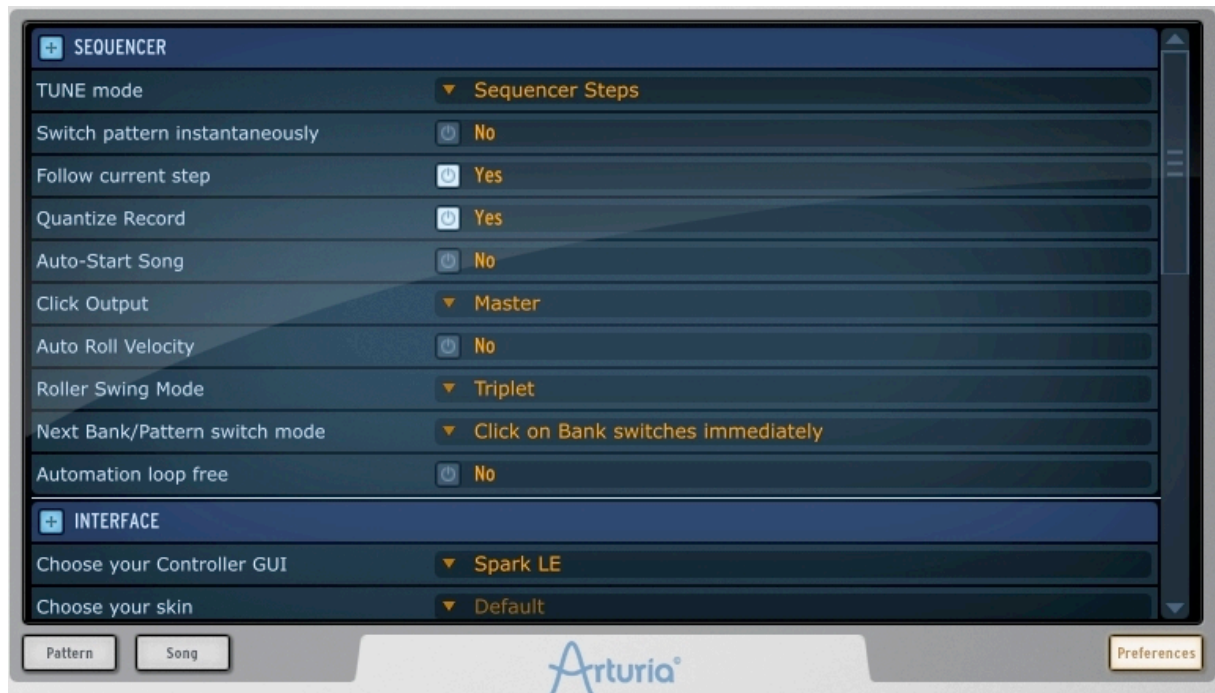 SEQUENCER
TUNE mode Sequencer Steps
Switch pattern instantaneously No
Follow current step Yes
Quantize Record Yes
Auto-Start Song No
Click Output Master
Auto Roll Velocity No
Roller Swing Mode Triplet
Next Bank/Pattern switch mode Click on Bank switches immediately
Automation loop free No
INTERFACE
Choose your Controller GUI Spark LE
Choose your skin Default
Pattern Song Arturia Preferences